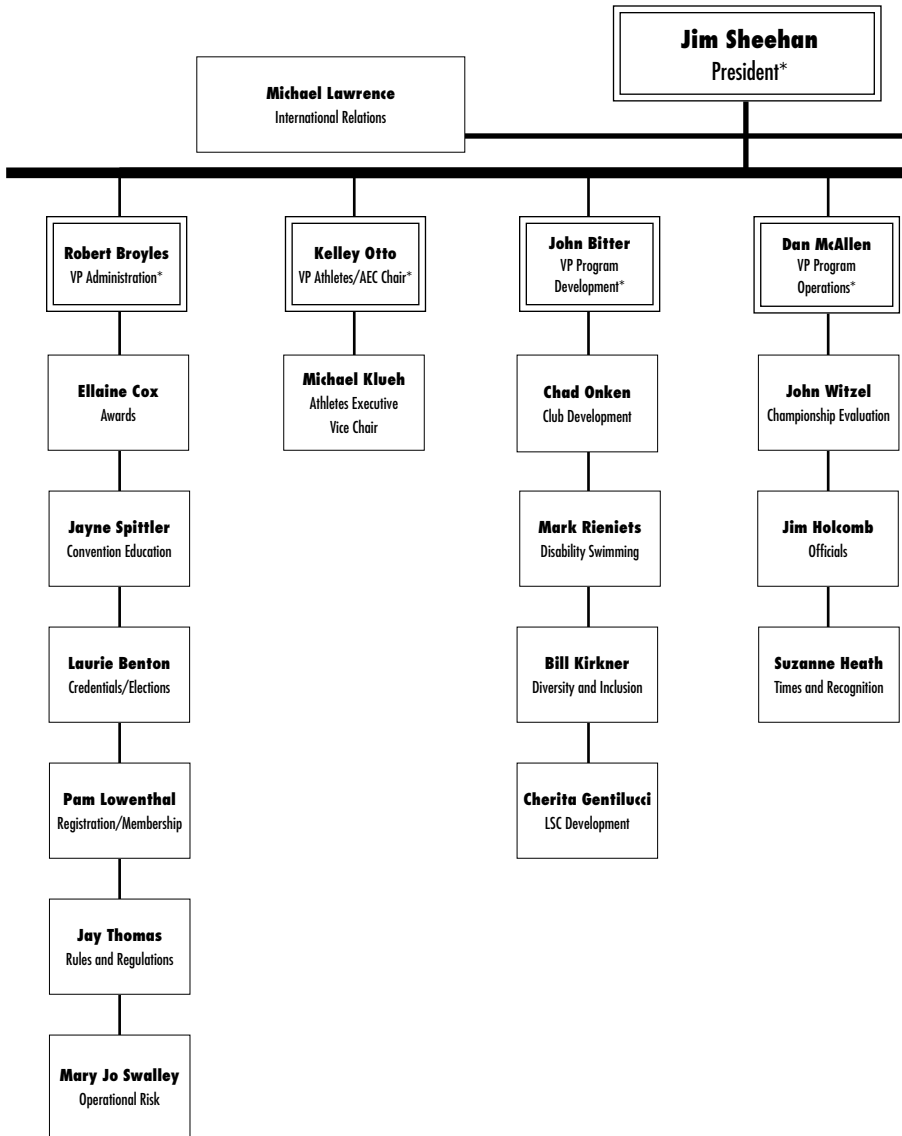 Jim Sheehan
President*
Michael Lawrence
International Relations
Robert Broyles
VP Administration*
Kelley Otto
VP Athletes/AEC Chair*
John Bitter
VP Program
Development*
Dan McAllen
VP Program
Operations*
Ellaine Cox
Awards
Michael Klueh
Athletes Executive
Vice Chair
Chad Onken
Club Development
John Witzel
Championship Evaluation
Jayne Spittler
Convention Education
Mark Rieniets
Disability Swimming
Jim Holcomb
Officials
Laurie Benton
Credentials/Elections
Bill Kirkner
Diversity and Inclusion
Suzanne Heath
Times and Recognition
Pam Lowenthal
Registration/Membership
Cherita Gentilucci
LSC Development
Jay Thomas
Rules and Regulations
Mary Jo Swalley
Operational Risk